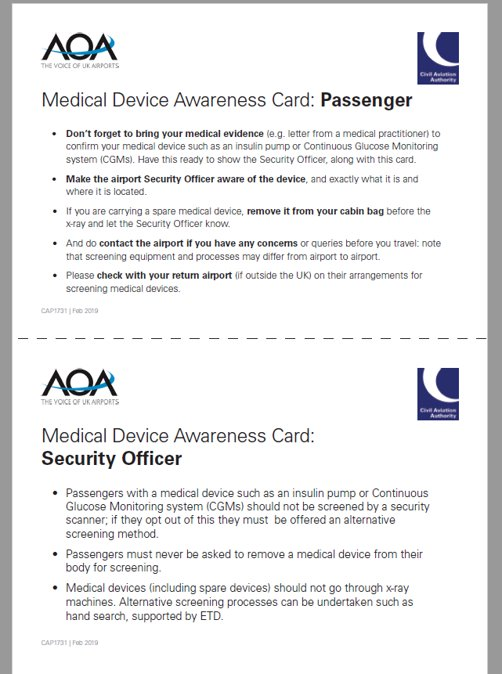 AOA
THE VOICE OF UK AIRPORTS
Civil Aviation
Authority
Medical Device Awareness Card: Passenger
• Don't forget to bring your medical evidence (e.g. letter from a medical practitioner) to
confirm your medical device such as an insulin pump or Continuous Glucose Monitoring
system (CGMs). Have this ready to show the Security Officer, along with this card.
• Make the airport Security Officer aware of the device, and exactly what it is and
where it is located.
• If you are carrying a spare medical device, remove it from your cabin bag before the
x-ray and let the Security Officer know.
• And do contact the airport if you have any concerns or queries before you travel: note
that screening equipment and processes may differ from airport to airport.
• Please check with your return airport (if outside the UK) on their arrangements for
screening medical devices.
CAP1731 | Feb 2019
AOA
THE VOICE OF UK AIRPORTS
Civil Aviation
Authority
Medical Device Awareness Card:
Security Officer
• Passengers with a medical device such as an insulin pump or Continuous
Glucose Monitoring system (CGMs) should not be screened by a security
scanner; if they opt out of this they must be offered an alternative
screening method.
• Passengers must never be asked to remove a medical device from their
body for screening.
• Medical devices (including spare devices) should not go through x-ray
machines. Alternative screening processes can be undertaken such as
hand search, supported by ETD.
CAP1731 | Feb 2019